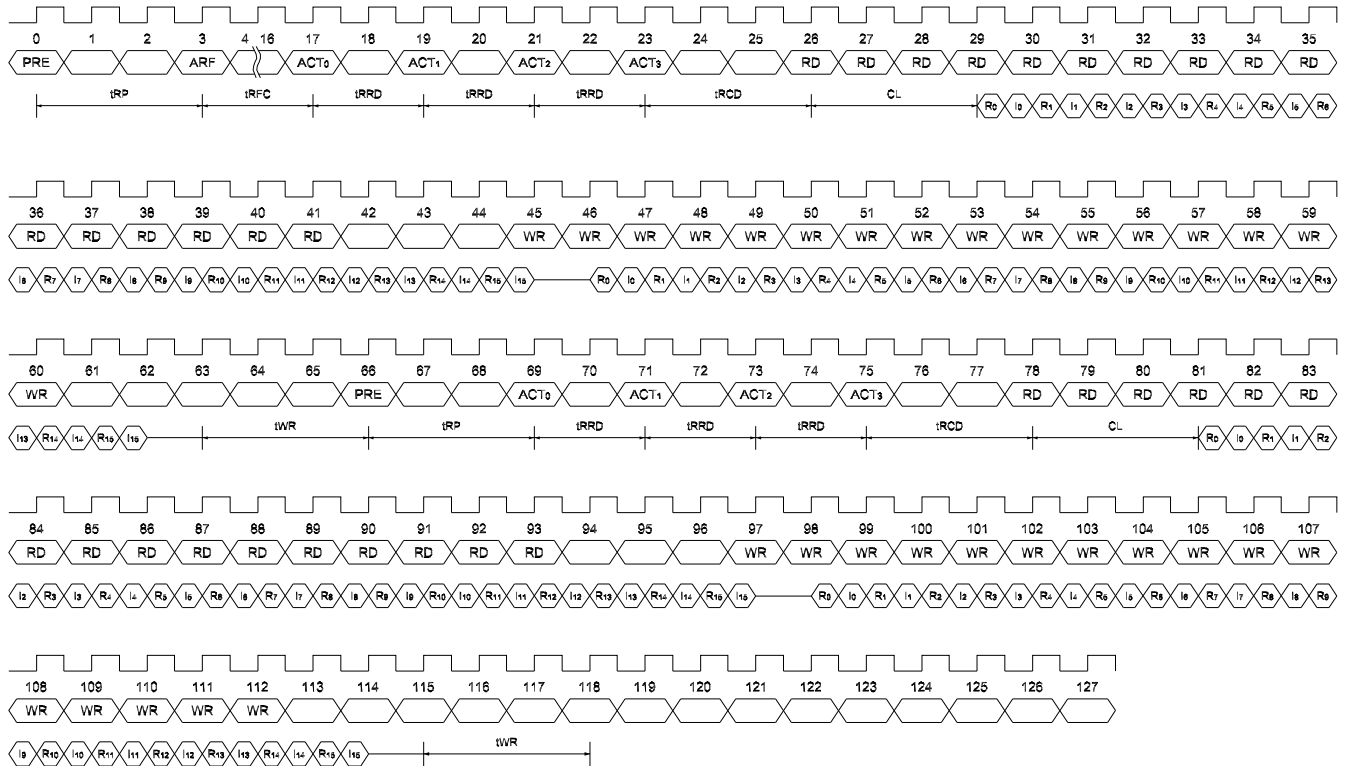 0 1 2 3 4 16 17 18 19 20 21 22 23 24 25 26 27 28 29 30 31 32 33 34 35
PRE ARF ACT0 ACT1 ACT2 ACT3 RD RD RD RD RD RD RD RD RD RD
tRP tRFC tRRD tRRD tRRD tRCD CL R0 I0 R1 I1 R2 I2 R3 I3 R4 I4 R5 I5 R6
36 37 38 39 40 41 42 43 44 45 46 47 48 49 50 51 52 53 54 55 56 57 58 59
RD RD RD RD RD RD WR WR WR WR WR WR WR WR WR WR WR WR WR WR WR
I6 R7 I7 R8 I8 R9 I9 R10 I10 R11 I11 R12 I12 R13 I13 R14 I14 R15 I15 R0 I0 R1 I1 R2 I2 R3 I3 R4 I4 R5 I5 R6 I6 R7 I7 R8 I8 R9 I9 R10 I10 R11 I11 R12 I12 R13
60 61 62 63 64 65 66 67 68 69 70 71 72 73 74 75 76 77 78 79 80 81 82 83
WR PRE ACT0 ACT1 ACT2 ACT3 RD RD RD RD RD RD
I13 R14 I14 R15 I15 tWR tRP tRRD tRRD tRRD tRCD CL R0 I0 R1 I1 R2
84 85 86 87 88 89 90 91 92 93 94 95 96 97 98 99 100 101 102 103 104 105 106 107
RD RD RD RD RD RD RD RD RD RD WR WR WR WR WR WR WR WR WR WR WR
I2 R3 I3 R4 I4 R5 I5 R6 I6 R7 I7 R8 I8 R9 I9 R10 I10 R11 I11 R12 I12 R13 I13 R14 I14 R15 I15 R0 I0 R1 I1 R2 I2 R3 I3 R4 I4 R5 I5 R6 I6 R7 I7 R8 I8 R9
108 109 110 111 112 113 114 115 116 117 118 119 120 121 122 123 124 125 126 127
WR WR WR WR WR
I9 R10 I10 R11 I11 R12 I12 R13 I13 R14 I14 R15 I15 tWR